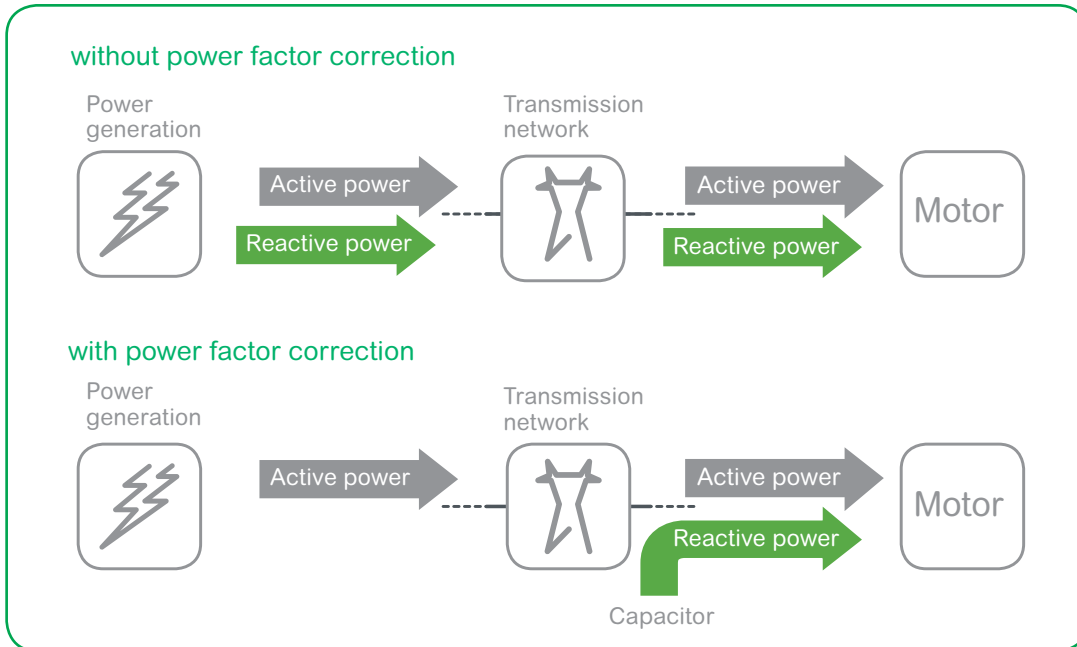 without power factor correction
Power
generation
Transmission
network
Active power
Active power
Reactive power
Reactive power
Motor
with power factor correction
Power
generation
Transmission
network
Active power
Active power
Reactive power
Motor
Capacitor